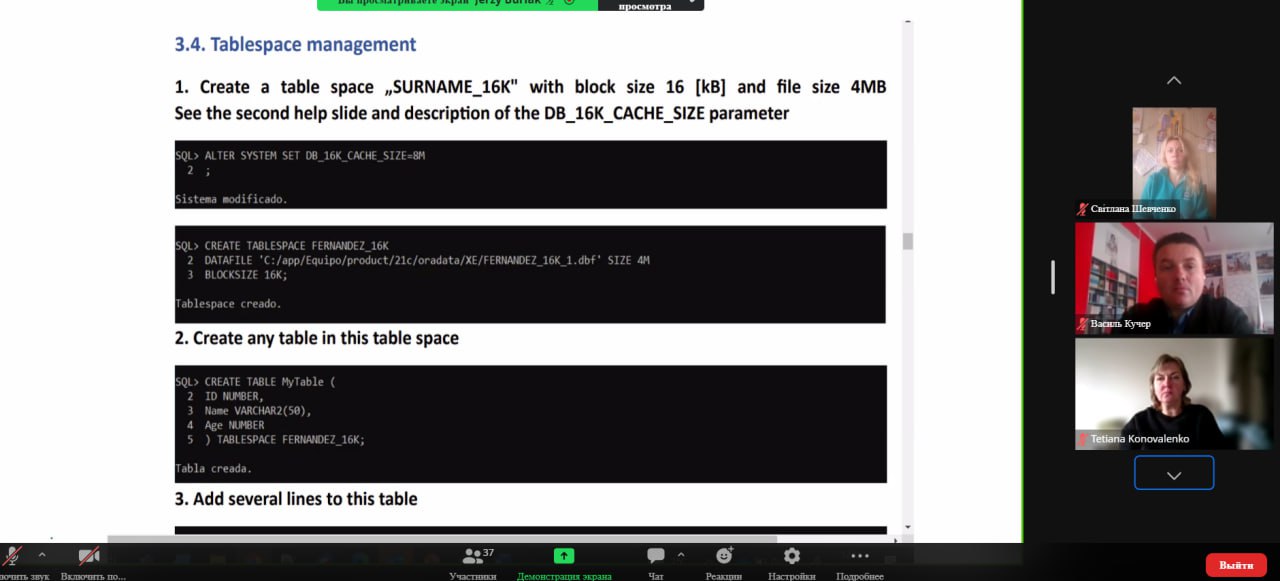 Вы просматриваете экран Jerzy Buriak
просмотра
3.4. Tablespace management
1. Create a table space „SURNAME_16K" with block size 16 [kB] and file size 4MB
See the second help slide and description of the DB_16K_CACHE_SIZE parameter
SQL> ALTER SYSTEM SET DB_16K_CACHE_SIZE=8M
2 ;
Sistema modificado.
SQL> CREATE TABLESPACE FERNANDEZ_16K
2 DATAFILE 'C:/app/Equipo/product/21c/oradata/XE/FERNANDEZ_16K_1.dbf' SIZE 4M
3 BLOCKSIZE 16K;
Tablespace creado.
2. Create any table in this table space
SQL> CREATE TABLE MyTable (
2 ID NUMBER,
3 Name VARCHAR2(50),
4 Age NUMBER
5 ) TABLESPACE FERNANDEZ_16K;
Tabla creada.
3. Add several lines to this table
Світлана Шевченко
Василь Кучер
Tetiana Konovalenko
37
ючить звук
Включить по...
Участники
Демонстрация экрана
Чат
Реакции
Настройки
Подробнее
Выйти